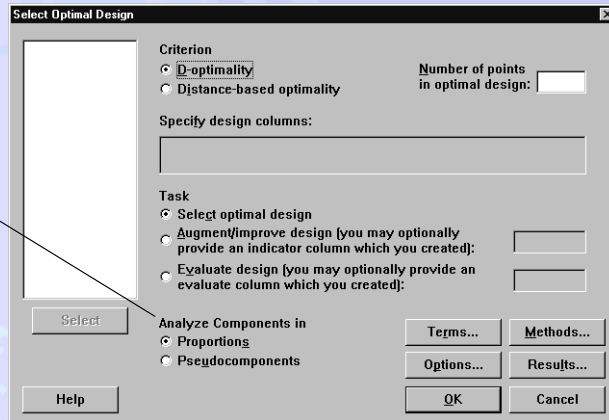 Select Optimal Design
Criterion
D-optimality
Distance-based optimality
Number of points
in optimal design:
Specify design columns:
Task
Select optimal design
Augment/improve design (you may optionally
provide an indicator column which you created):
Evaluate design (you may optionally provide an
evaluate column which you created):
Select
Analyze Components in
Proportions
Pseudocomponents
Terms...
Methods...
Options...
Results...
Help
OK
Cancel